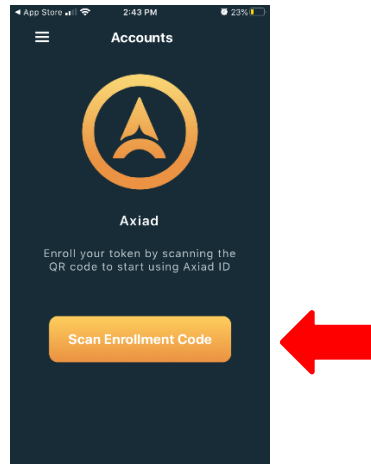 App Store 2:43 PM 23%
Accounts
Axiad
Enroll your token by scanning the
QR code to start using Axiad ID
Scan Enrollment Code